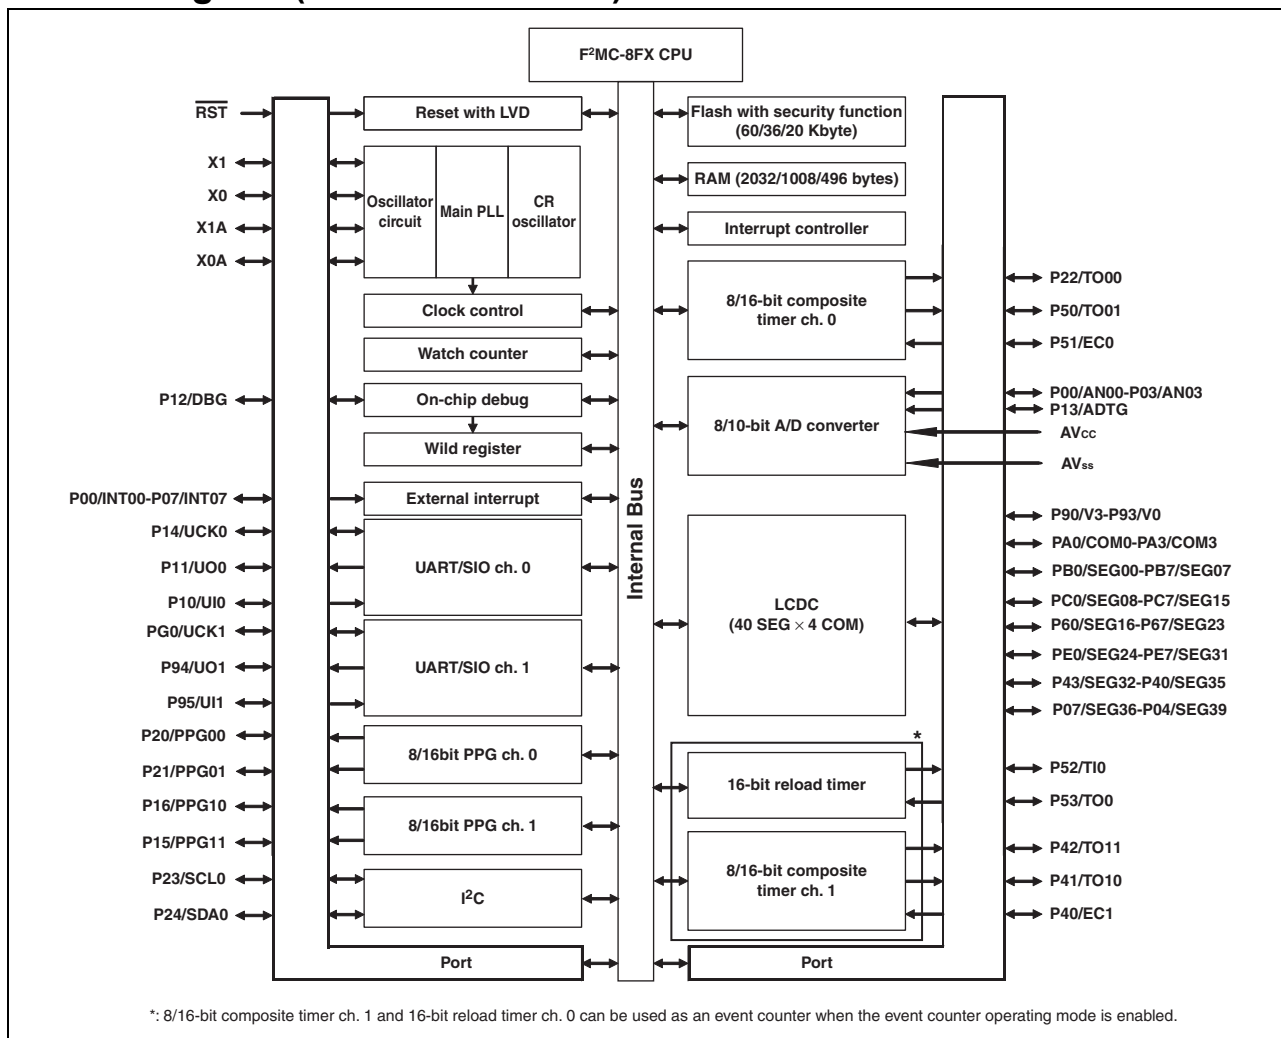 F²MC-8FX CPU
RST
X1
X0
X1A
X0A
P12/DBG
P00/INT00-P07/INT07
P14/UCK0
P11/UO0
P10/UI0
PG0/UCK1
P94/UO1
P95/UI1
P20/PPG00
P21/PPG01
P16/PPG10
P15/PPG11
P23/SCL0
P24/SDA0
Reset with LVD
Oscillator
circuit
Main PLL
CR
oscillator
Clock control
Watch counter
On-chip debug
Wild register
External interrupt
UART/SIO ch. 0
UART/SIO ch. 1
8/16bit PPG ch. 0
8/16bit PPG ch. 1
I²C
Port
Internal Bus
Flash with security function
(60/36/20 Kbyte)
RAM (2032/1008/496 bytes)
Interrupt controller
8/16-bit composite
timer ch. 0
8/10-bit A/D converter
LCDC
(40 SEG × 4 COM)
*
16-bit reload timer
8/16-bit composite
timer ch. 1
Port
P22/TO00
P50/TO01
P51/EC0
P00/AN00-P03/AN03
P13/ADTG
AVcc
AVss
P90/V3-P93/V0
PA0/COM0-PA3/COM3
PB0/SEG00-PB7/SEG07
PC0/SEG08-PC7/SEG15
P60/SEG16-P67/SEG23
PE0/SEG24-PE7/SEG31
P43/SEG32-P40/SEG35
P07/SEG36-P04/SEG39
P52/TI0
P53/TO0
P42/TO11
P41/TO10
P40/EC1
*: 8/16-bit composite timer ch. 1 and 16-bit reload timer ch. 0 can be used as an event counter when the event counter operating mode is enabled.